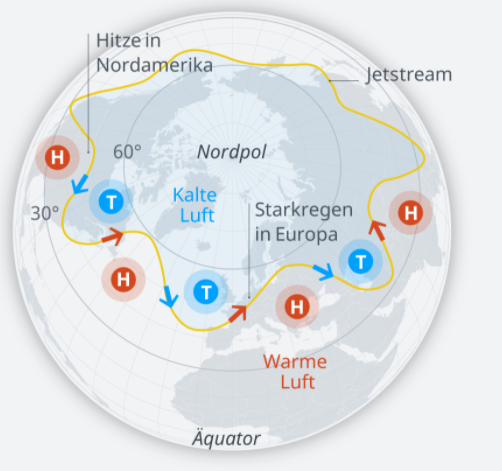 Hitze in
Nordamerika
Jetstream
H
60°
Nordpol
T
Kalte
Luft
30°
Starkregen
in Europa
H
T
H
T
H
Warme
Luft
Äquator